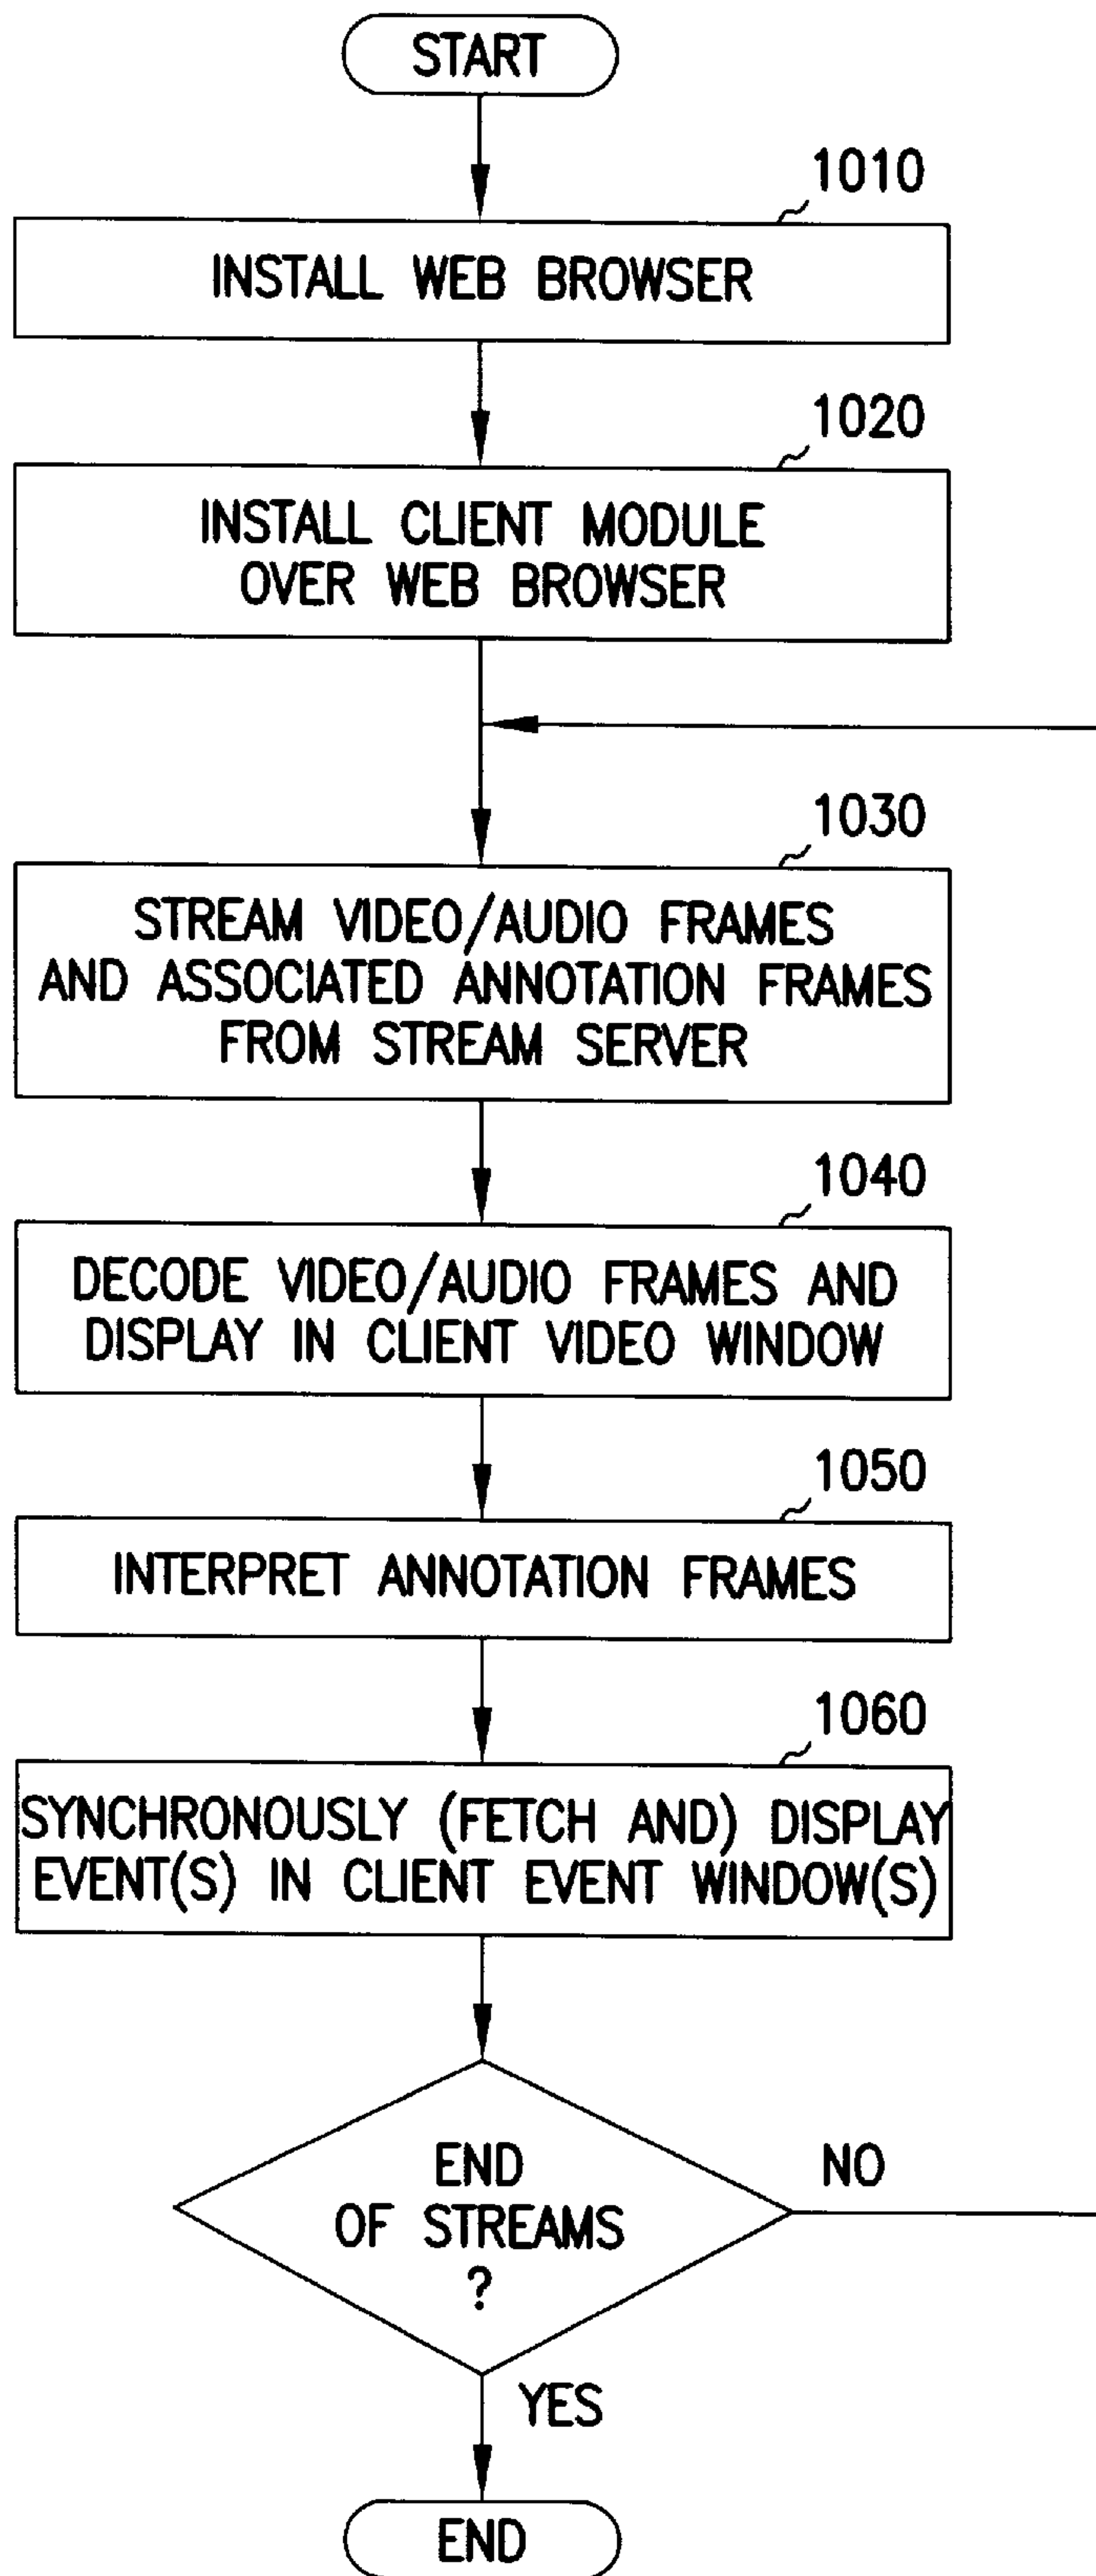 START
1010
INSTALL WEB BROWSER
1020
INSTALL CLIENT MODULE
OVER WEB BROWSER
1030
STREAM VIDEO/AUDIO FRAMES
AND ASSOCIATED ANNOTATION FRAMES
FROM STREAM SERVER
1040
DECODE VIDEO/AUDIO FRAMES AND
DISPLAY IN CLIENT VIDEO WINDOW
1050
INTERPRET ANNOTATION FRAMES
1060
SYNCHRONOUSLY (FETCH AND) DISPLAY
EVENT(S) IN CLIENT EVENT WINDOW(S)
END
OF STREAMS
?
NO
YES
END